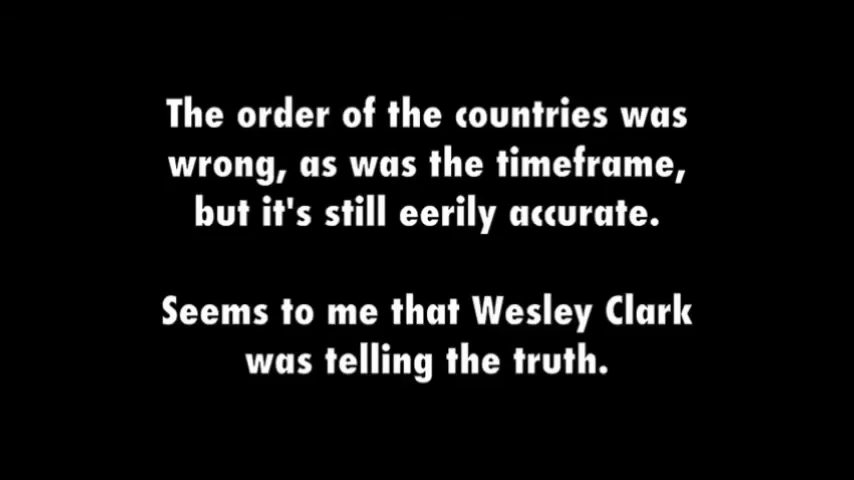 The order of the countries was
wrong, as was the timeframe,
but it's still eerily accurate.
Seems to me that Wesley Clark
was telling the truth.